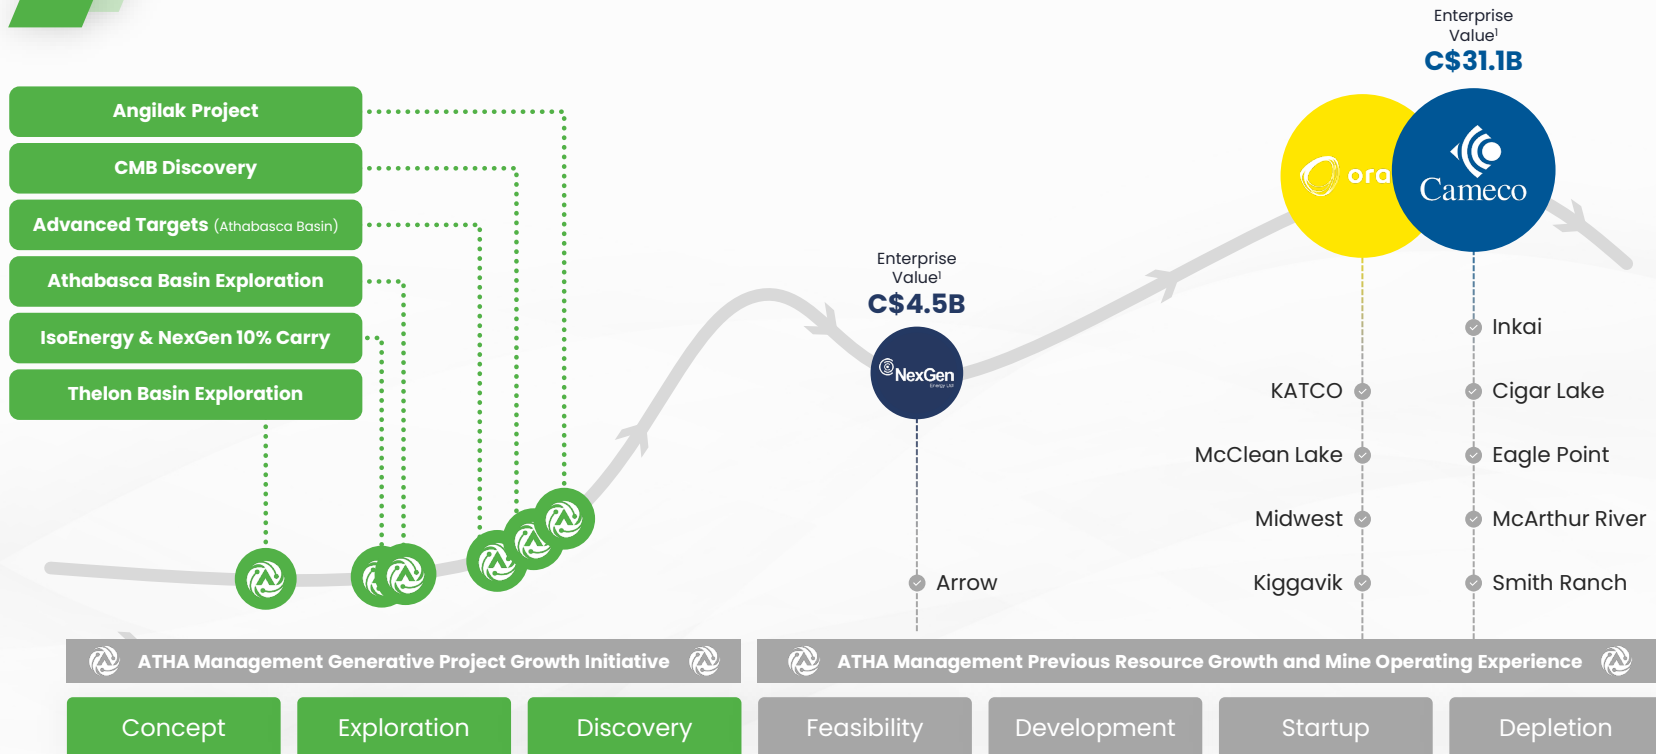 Enterprise
Value¹
C$31.1B
Angilak Project
CMB Discovery
Advanced Targets (Athabasca Basin)
Athabasca Basin Exploration
IsoEnergy & NexGen 10% Carry
Thelon Basin Exploration
ora
Cameco
Enterprise
Value¹
C$4.5B
NexGen
Energy Ltd
Inkai
KATCO
Cigar Lake
McClean Lake
Eagle Point
Midwest
McArthur River
Arrow
Kiggavik
Smith Ranch
ATHA Management Generative Project Growth Initiative
ATHA Management Previous Resource Growth and Mine Operating Experience
Concept
Exploration
Discovery
Feasibility
Development
Startup
Depletion